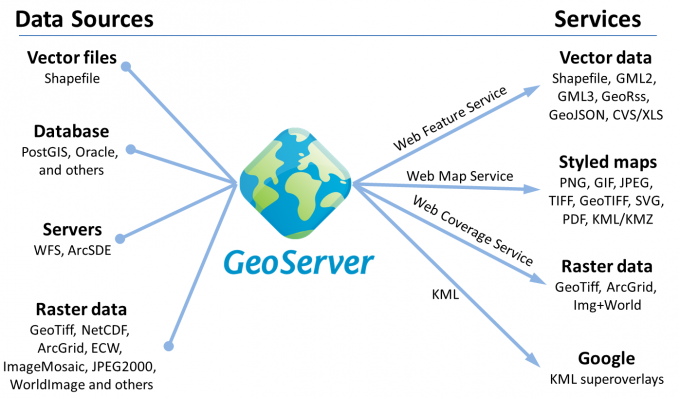 Data Sources
Services
Vector files
Shapefile
Database
PostGIS, Oracle,
and others
Servers
WFS, ArcSDE
Raster data
GeoTiff, NetCDF,
ArcGrid, ECW,
ImageMosaic, JPEG2000,
WorldImage and others
GeoServer
Web Feature Service
Web Map Service
Web Coverage Service
KML
Vector data
Shapefile, GML2,
GML3, GeoRss,
GeoJSON, CVS/XLS
Styled maps
PNG, GIF, JPEG,
TIFF, GeoTIFF, SVG,
PDF, KML/KMZ
Raster data
GeoTiff, ArcGrid,
Img+World
Google
KML superoverlays